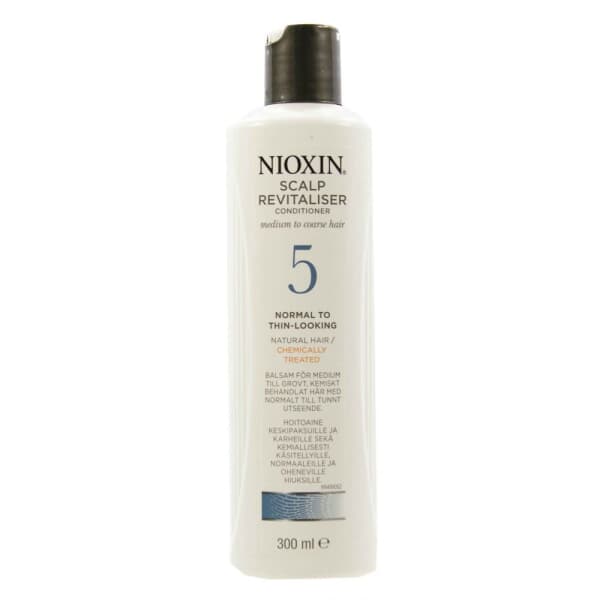 NIOXIN®
SCALP
REVITALISER
CONDITIONER
medium to coarse hair
5
NORMAL TO
THIN-LOOKING
NATURAL HAIR /
CHEMICALLY
TREATED
BALSAM FÖR MEDIUM
TILL GROVT, KEMISKT
BEHANDLAT HÅR MED
NORMALT TILL TUNNT
UTSEENDE.
HOITOAINE
KESKIPAKSUILLE JA
KARHEILLE SEKÄ
KEMIALLISESTI
KÄSITELLYILLE,
NORMAALEILLE JA
OHENEVILLE
HIUKSILLE.
300 ml ℮